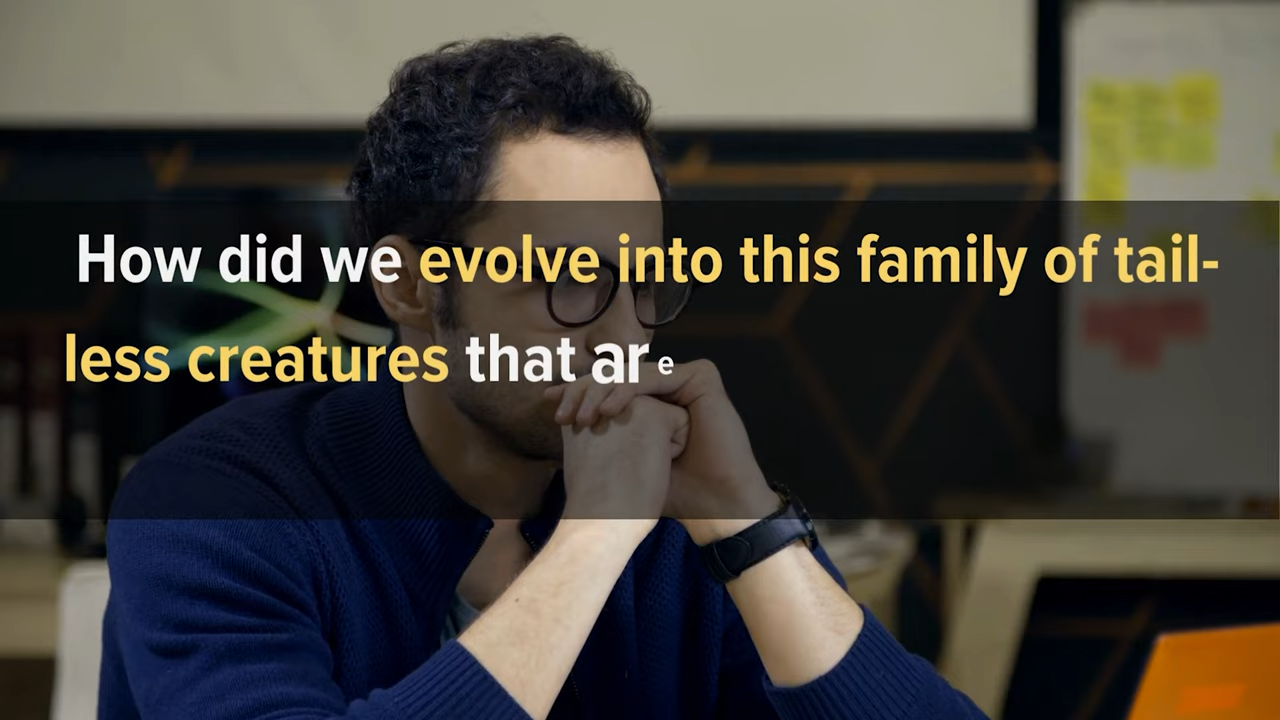 How did we evolve into this family of tail-
less creatures that are